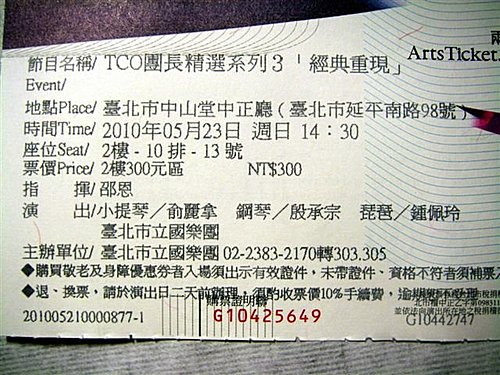 ArtsTicket.
節目名稱/ TCO團長精選系列3「經典重現」
Event/
地點Place/ 臺北市中山堂中正廳（臺北市延平南路98號）
時間Time/ 2010年05月23日 週日 14：30
座位Seat/ 2樓 - 10 排 - 13 號
票價Price/ 2樓300元區 NT$300
指 揮/ 邵恩
演 出/小提琴／俞麗拿 鋼琴／殷承宗 琵琶／鍾佩玲
臺北市立國樂團
主辦單位/ 臺北市立國樂團 02-2383-2170轉303.305
◆購買敬老及身障優惠券者入場須出示有效證件，未帶證件、資格不符者須補票
◆退、換票，請於演出日二天前辦理，須酌收票價10%手續費，逾期
購票證明聯
201005210000877-1
G10425649
G10442747